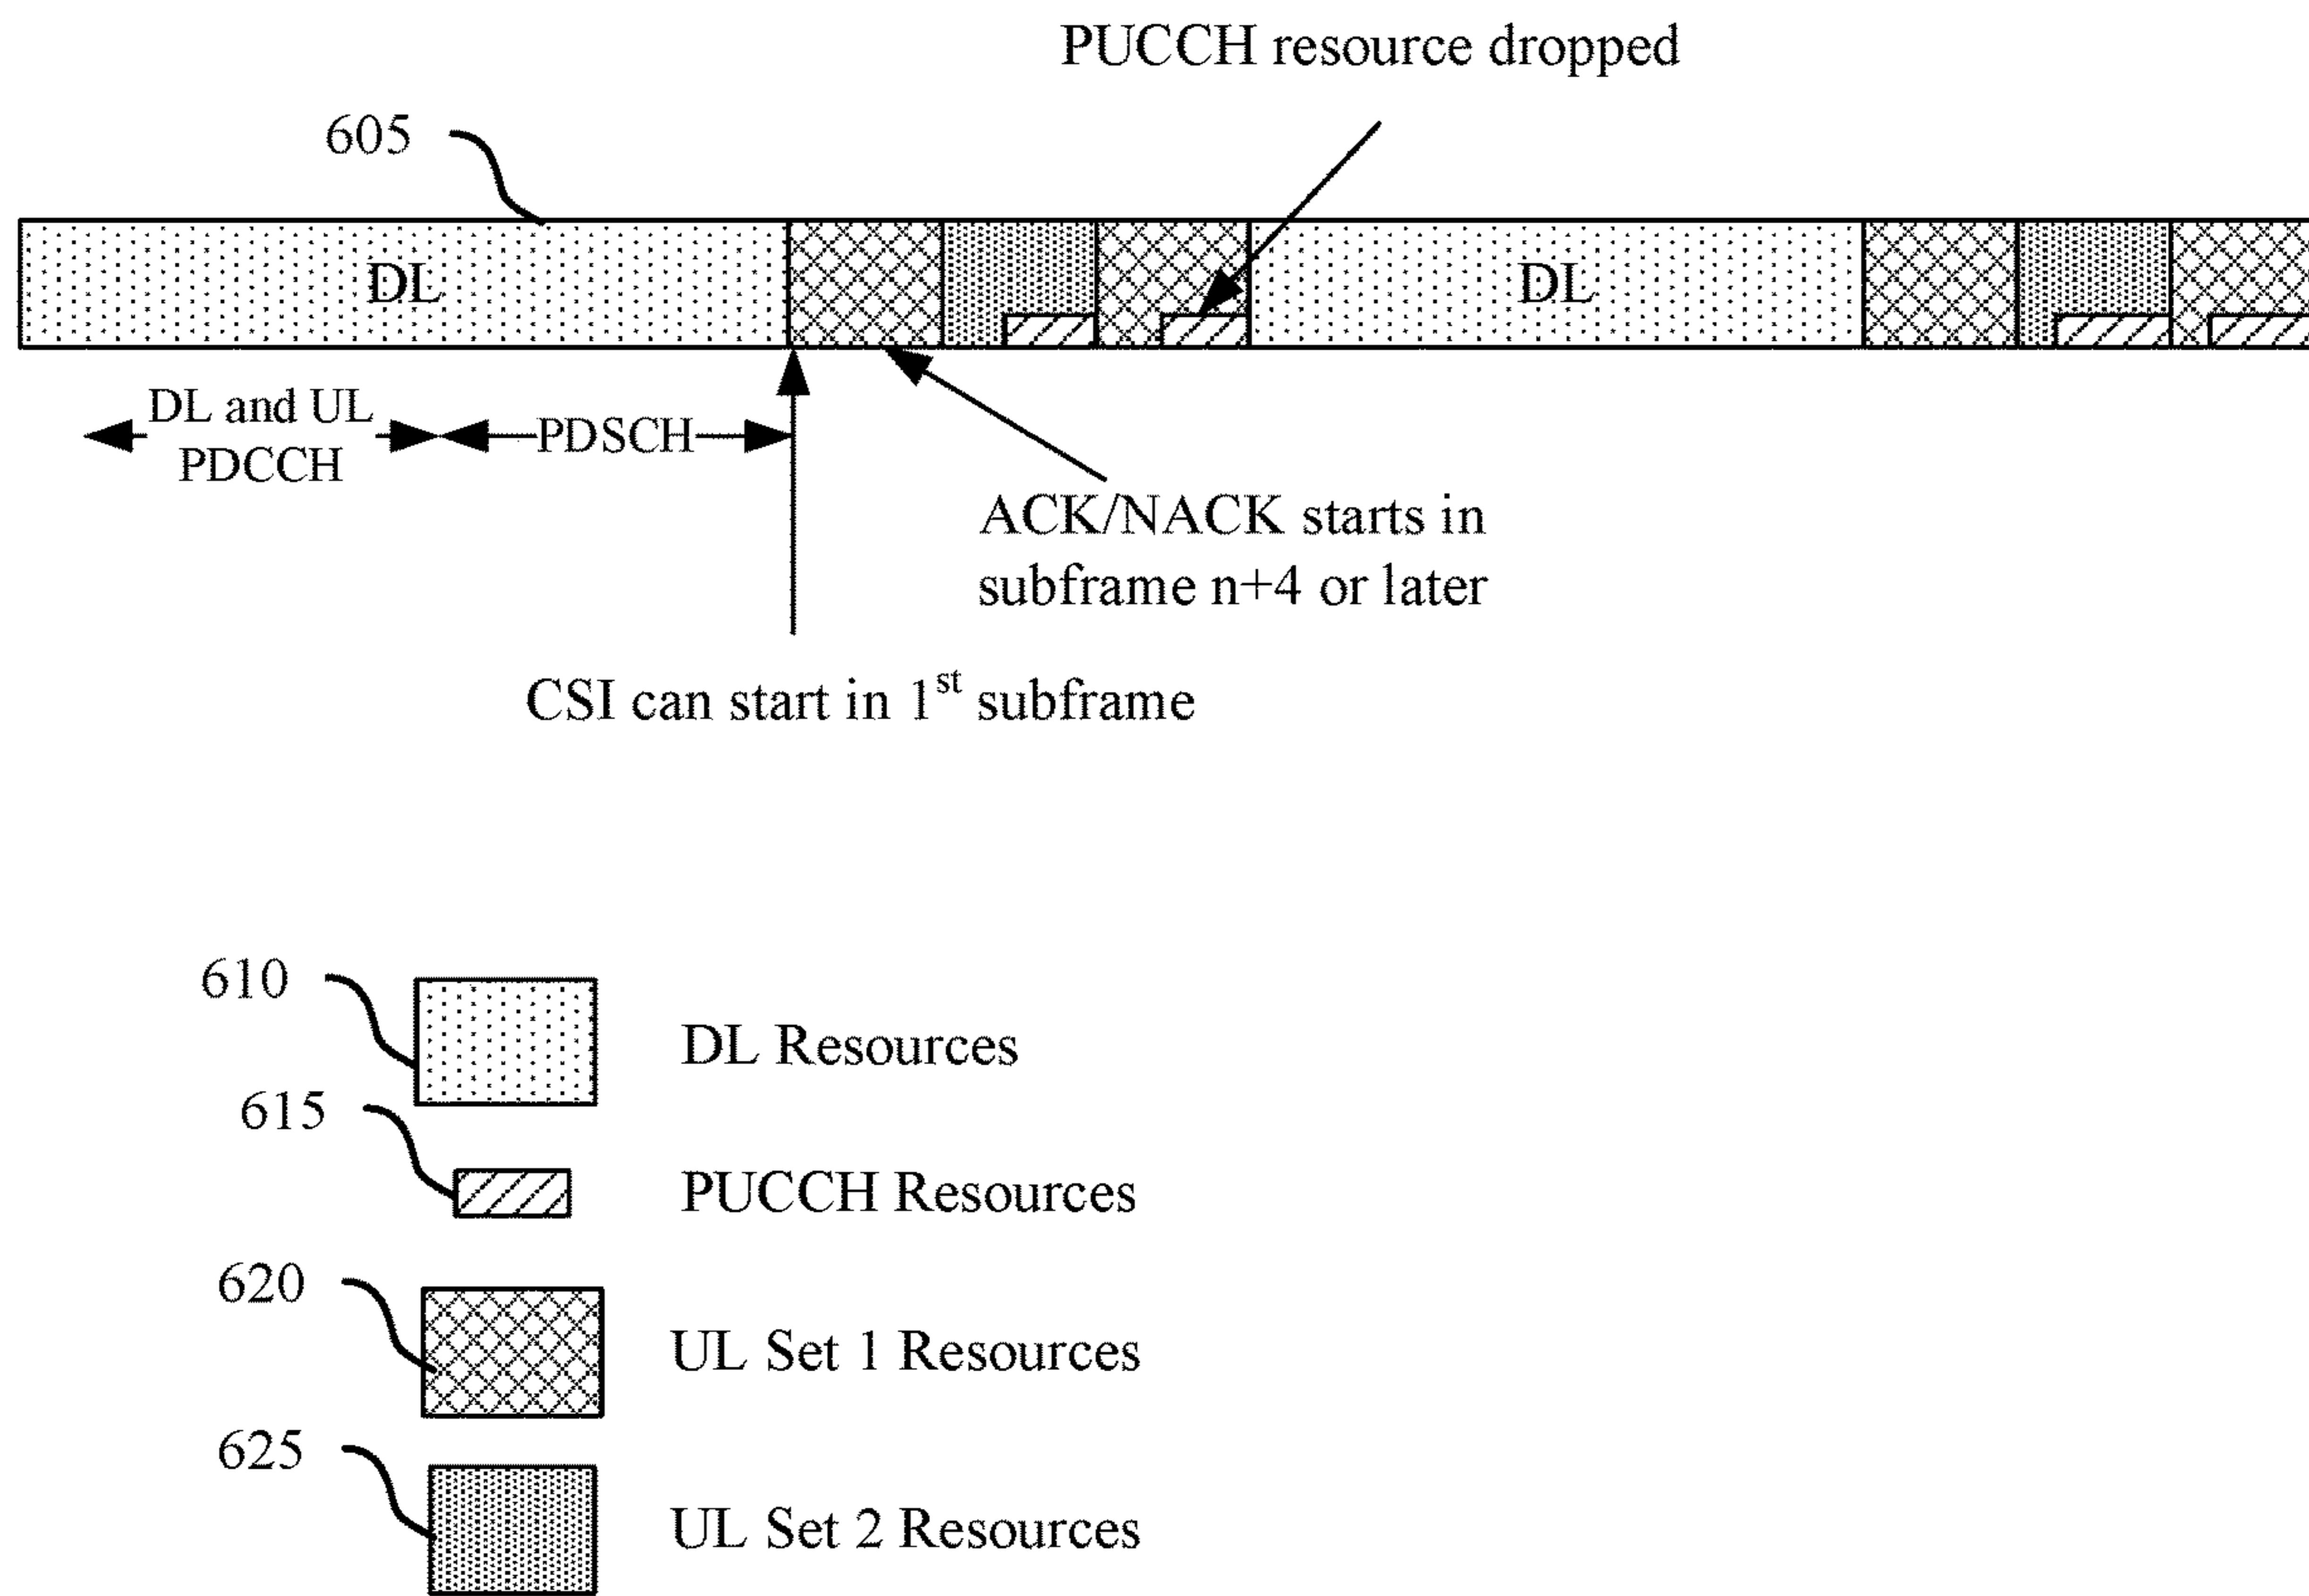 PUCCH resource dropped
605
DL
DL
DL and UL
PDCCH
PDSCH
ACK/NACK starts in
subframe n+4 or later
CSI can start in 1st subframe
610
DL Resources
615
PUCCH Resources
620
UL Set 1 Resources
625
UL Set 2 Resources